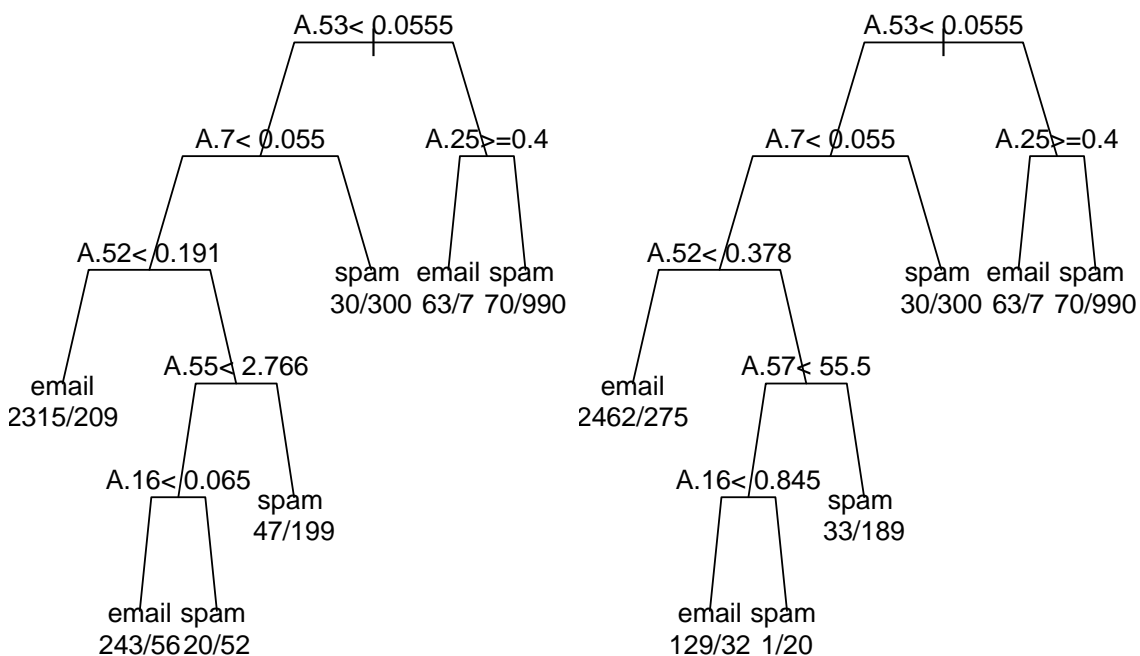 A.53< 0.0555
A.7< 0.055
A.25>=0.4
A.52< 0.191
spam
30/300
email
63/7
spam
70/990
email
2315/209
A.55< 2.766
A.16< 0.065
spam
47/199
email
243/56
spam
20/52
A.53< 0.0555
A.7< 0.055
A.25>=0.4
A.52< 0.378
spam
30/300
email
63/7
spam
70/990
email
2462/275
A.57< 55.5
A.16< 0.845
spam
33/189
email
129/32
spam
1/20